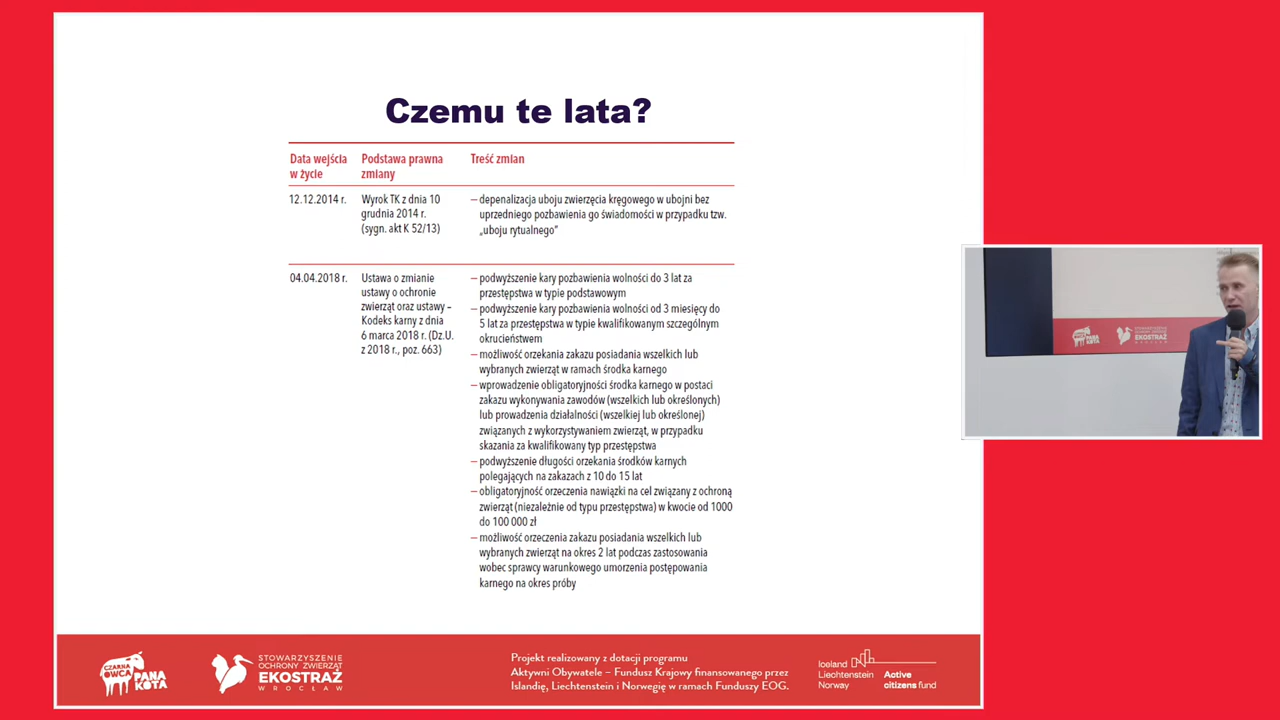 Czemu te lata?
Data wejścia
w życie
Podstawa prawna
zmiany
Treść zmian
12.12.2014 r.
Wyrok TK z dnia 10
grudnia 2014 r.
(sygn. akt K 52/13)
– depenalizacja uboju zwierzęcia kręgowego w ubojni bez
uprzedniego pozbawienia go świadomości w przypadku tzw.
„uboju rytualnego”
04.04.2018 r.
Ustawa o zmianie
ustawy o ochronie
zwierząt oraz ustawy –
Kodeks karny z dnia
6 marca 2018 r. (Dz.U.
z 2018 r., poz. 663)
– podwyższenie kary pozbawienia wolności do 3 lat za
przestępstwa w typie podstawowym
– podwyższenie kary pozbawienia wolności od 3 miesięcy do
5 lat za przestępstwa w typie kwalifikowanym szczególnym
okrucieństwem
– możliwość orzekania zakazu posiadania wszelkich lub
wybranych zwierząt w ramach środka karnego
– wprowadzenie obligatoryjności środka karnego w postaci
zakazu wykonywania zawodów (wszelkich lub określonych)
lub prowadzenia działalności (wszelkiej lub określonej)
związanych z wykorzystywaniem zwierząt, w przypadku
skazania za kwalifikowany typ przestępstwa
– podwyższenie długości orzekania środków karnych
polegających na zakazach z 10 do 15 lat
– obligatoryjność orzeczenia nawiązki na cel związany z ochroną
zwierząt (niezależnie od typu przestępstwa) w kwocie od 1000
do 100 000 zł
– możliwość orzeczenia zakazu posiadania wszelkich lub
wybranych zwierząt na okres 2 lat podczas zastosowania
wobec sprawcy warunkowego umorzenia postępowania
karnego na okres próby
CZARNA
OWCA
PANA
KOTA
STOWARZYSZENIE
OCHRONY ZWIERZĄT
EKOSTRAŻ
WROCŁAW
Projekt realizowany z dotacji programu
Aktywni Obywatele – Fundusz Krajowy finansowanego przez
Islandię, Liechtenstein i Norwegię w ramach Funduszy EOG.
Iceland
Liechtenstein
Norway
Active
citizens fund
PANA
KOTA
EKOSTRAŻ